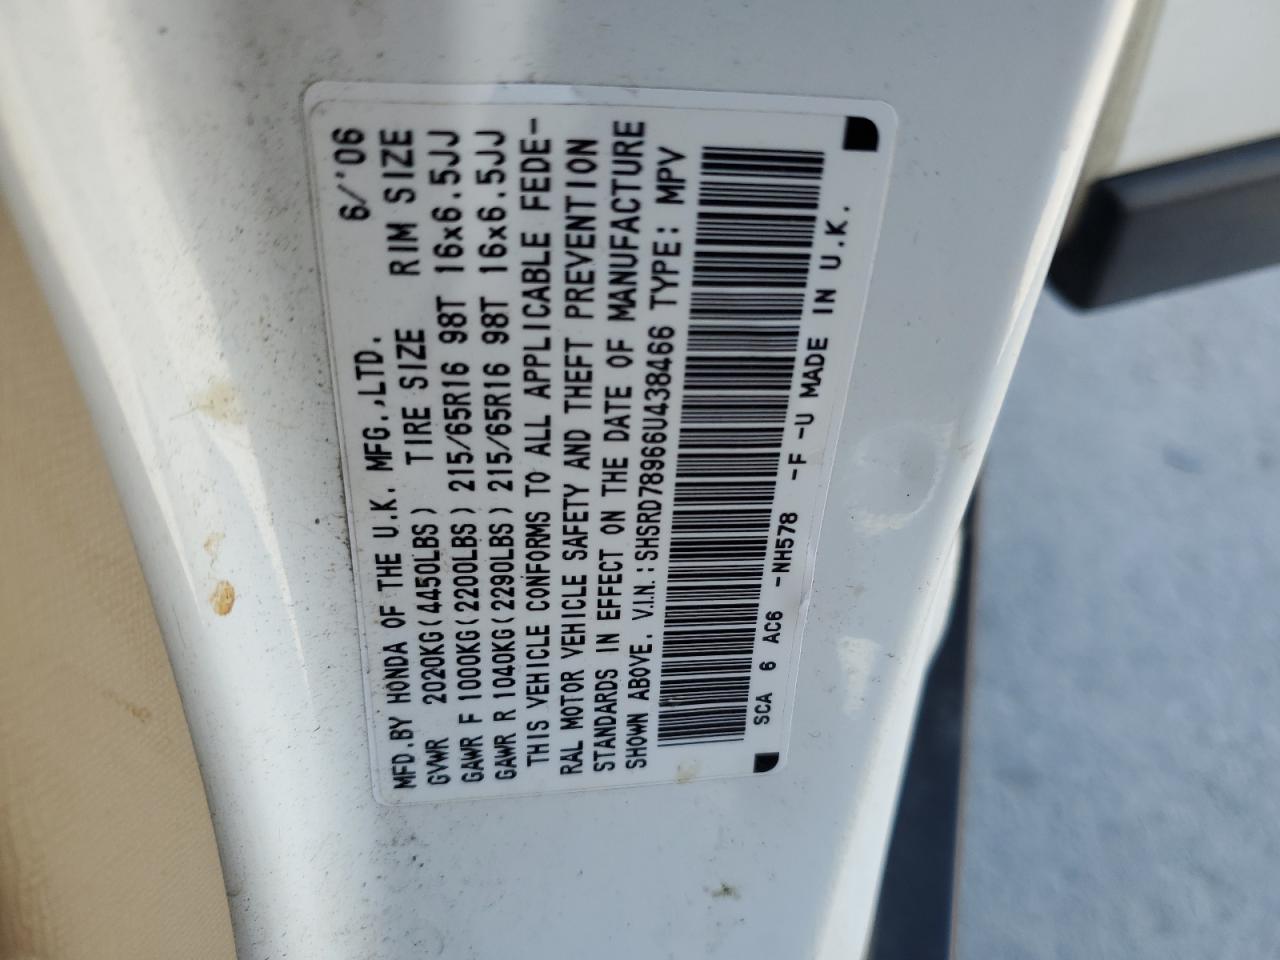 MFD.BY HONDA OF THE U.K. MFG.,LTD. 6/'06
GVWR 2020KG(4450LBS) TIRE SIZE RIM SIZE
GAWR F 1000KG(2200LBS) 215/65R16 98T 16x6.5JJ
GAWR R 1040KG(2290LBS) 215/65R16 98T 16x6.5JJ
THIS VEHICLE CONFORMS TO ALL APPLICABLE FEDE-
RAL MOTOR VEHICLE SAFETY AND THEFT PREVENTION
STANDARDS IN EFFECT ON THE DATE OF MANUFACTURE
SHOWN ABOVE. V.I.N.:SHSRD78966U438466 TYPE: MPV
SCA 6 AC6 -NH578 -F -U MADE IN U.K.